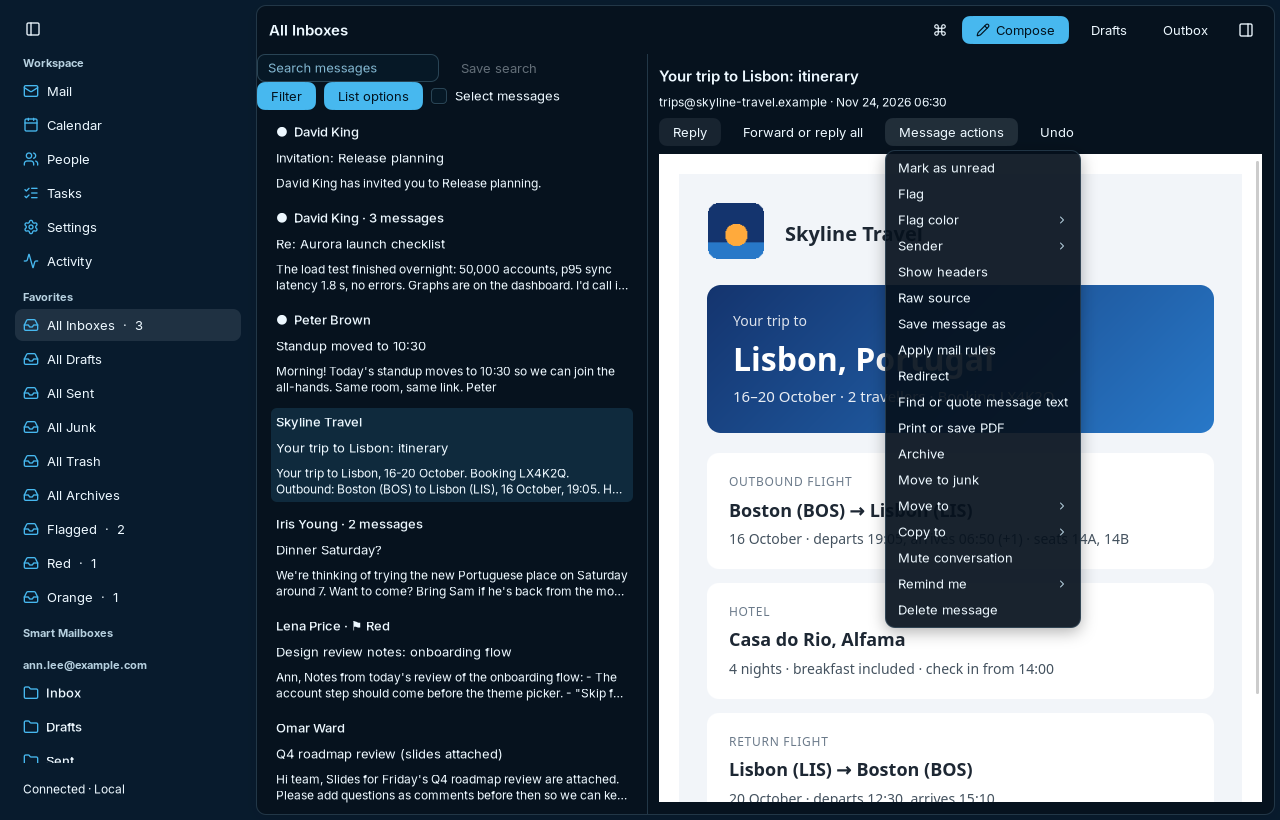 Workspace
Mail
Calendar
People
Tasks
Settings
Activity
Favorites
All Inboxes · 3
All Drafts
All Sent
All Junk
All Trash
All Archives
Flagged · 2
Red · 1
Orange · 1
Smart Mailboxes
ann.lee@example.com
Inbox
Drafts
Sent
Connected · Local
All Inboxes
⌘
Compose
Drafts
Outbox
Search messages
Save search
Filter
List options
Select messages
David King
Invitation: Release planning
David King has invited you to Release planning.
David King · 3 messages
Re: Aurora launch checklist
The load test finished overnight: 50,000 accounts, p95 sync
latency 1.8 s, no errors. Graphs are on the dashboard. I'd call i...
Peter Brown
Standup moved to 10:30
Morning! Today's standup moves to 10:30 so we can join the
all-hands. Same room, same link. Peter
Skyline Travel
Your trip to Lisbon: itinerary
Your trip to Lisbon, 16-20 October. Booking LX4K2Q.
Outbound: Boston (BOS) to Lisbon (LIS), 16 October, 19:05. H...
Iris Young · 2 messages
Dinner Saturday?
We're thinking of trying the new Portuguese place on Saturday
around 7. Want to come? Bring Sam if he's back from the mo...
Lena Price · ⚑ Red
Design review notes: onboarding flow
Ann, Notes from today's review of the onboarding flow: - The
account step should come before the theme picker. - "Skip f...
Omar Ward
Q4 roadmap review (slides attached)
Hi team, Slides for Friday's Q4 roadmap review are attached.
Please add questions as comments before then so we can ke...
Your trip to Lisbon: itinerary
trips@skyline-travel.example · Nov 24, 2026 06:30
Reply
Forward or reply all
Message actions
Undo
Mark as unread
Flag
Flag color
Sender
Show headers
Raw source
Save message as
Apply mail rules
Redirect
Find or quote message text
Print or save PDF
Archive
Move to junk
Move to
Copy to
Mute conversation
Remind me
Delete message
Skyline Travel
Your trip to
Lisbon, Portugal
16–20 October · 2
OUTBOUND FLIGHT
Boston (BOS) → Lisbon (LIS)
16 October · departs 19:05, arrives 06:50 (+1) · seats 14A, 14B
HOTEL
Casa do Rio, Alfama
4 nights · breakfast included · check in from 14:00
RETURN FLIGHT
Lisbon (LIS) → Boston (BOS)
20 October · departs 12:30, arrives 15:10